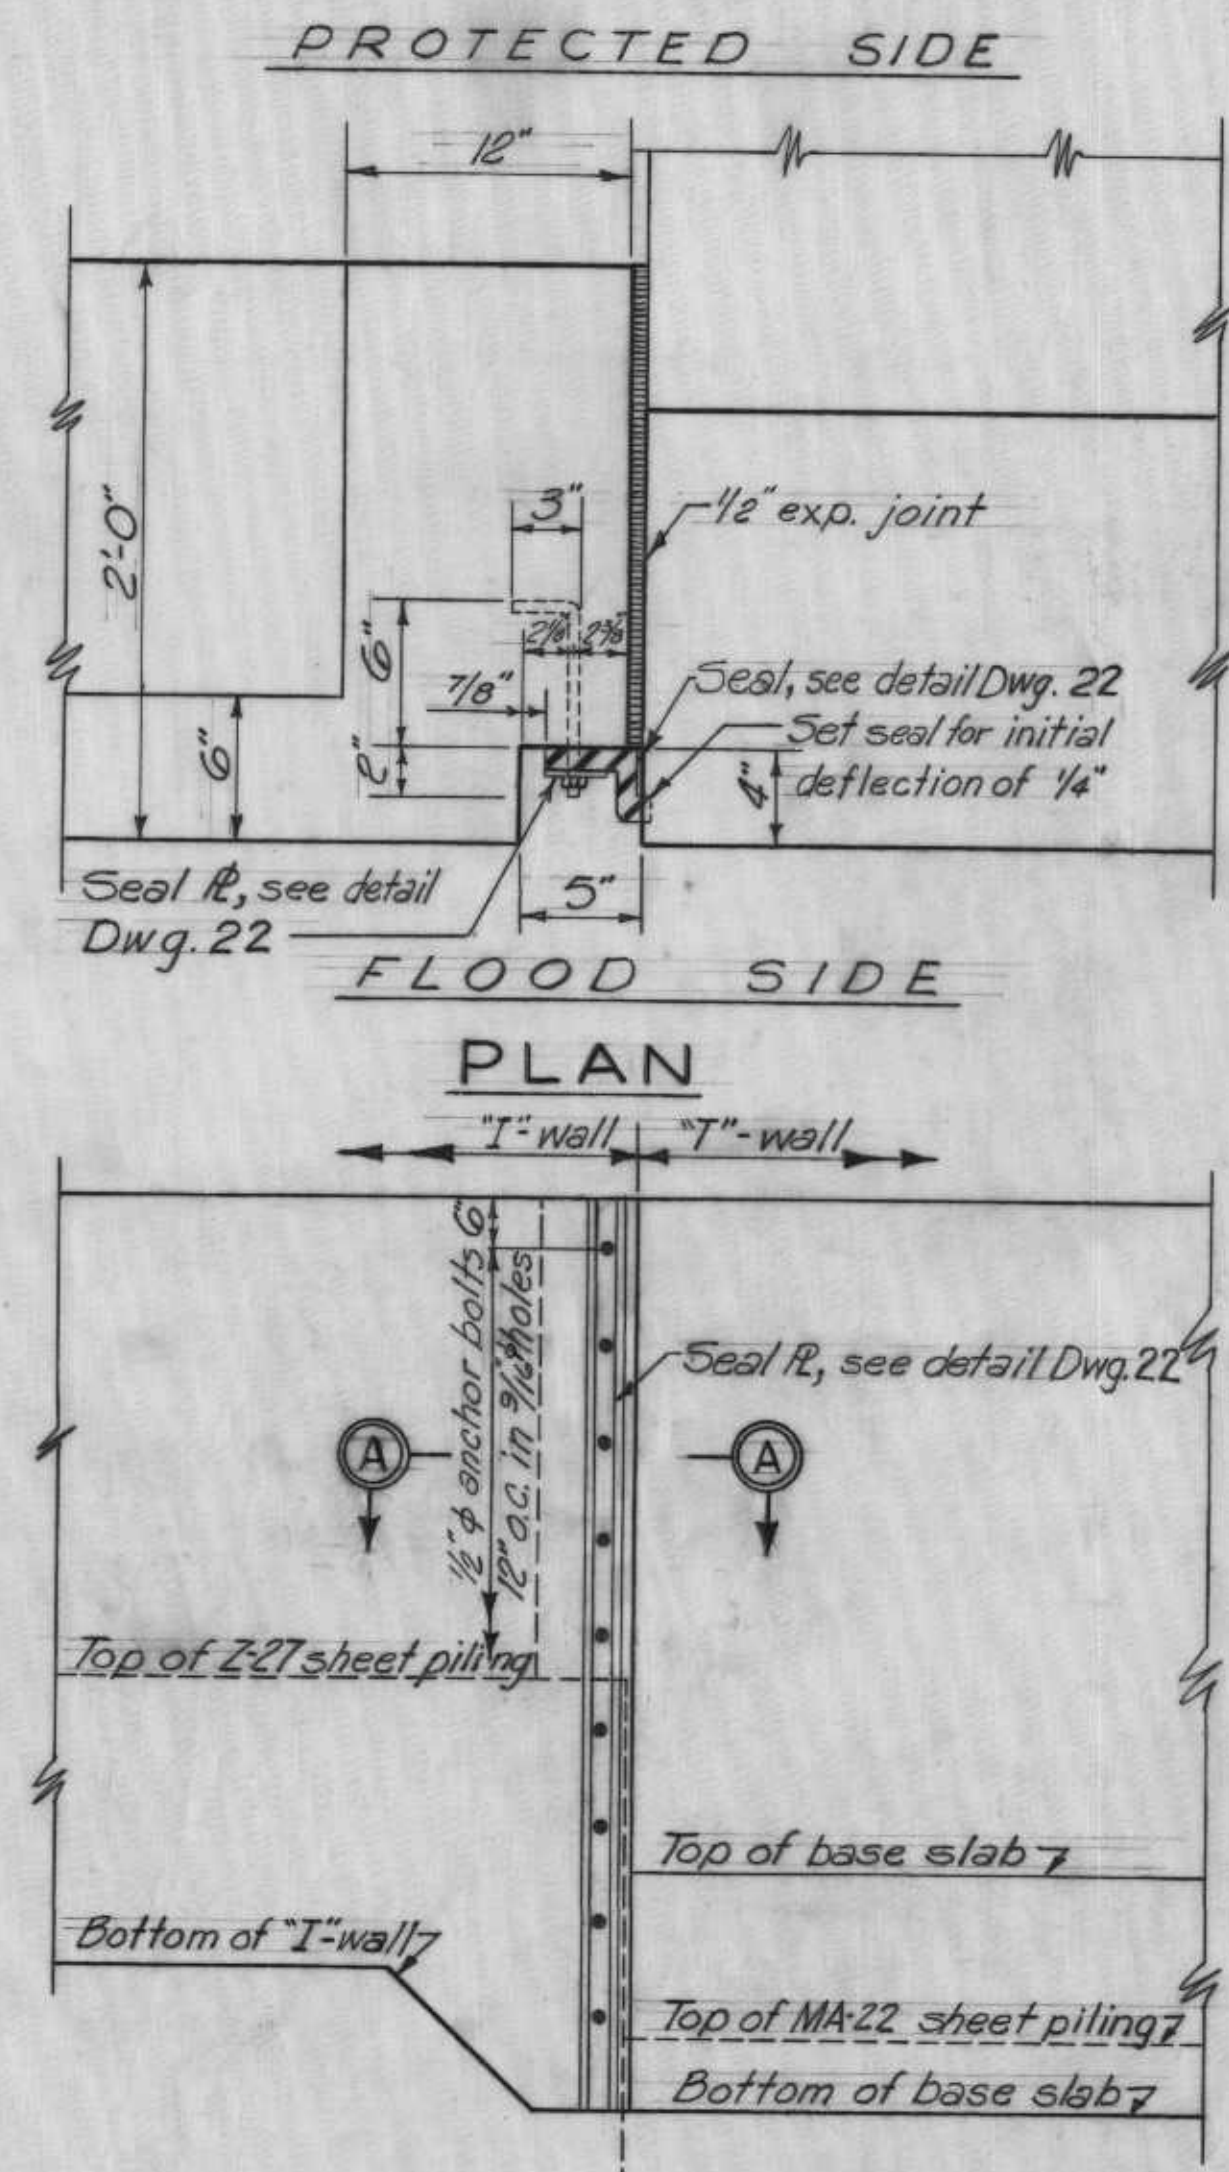 PROTECTED SIDE
12"
2'-0"
3"
1/2" exp. joint
6"
2 1/8"
2 3/8"
7/8"
Seal, see detail Dwg. 22
Set seal for initial
deflection of 1/4"
6"
2"
4"
Seal PL, see detail
Dwg. 22
5"
FLOOD SIDE
PLAN
"I"-wall
"T"-wall
6"
1/2" φ anchor bolts
12" o.c. in 9/16"φ holes
Seal PL, see detail Dwg. 22
A
A
Top of Z-27 sheet piling
Top of base slab
Bottom of "I"-wall
Top of MA-22 sheet piling
Bottom of base slab